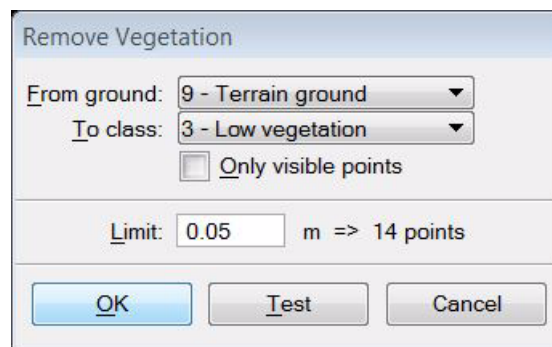 Remove Vegetation
From ground: 9 - Terrain ground
To class: 3 - Low vegetation
Only visible points
Limit: 0.05 m => 14 points
OK Test Cancel